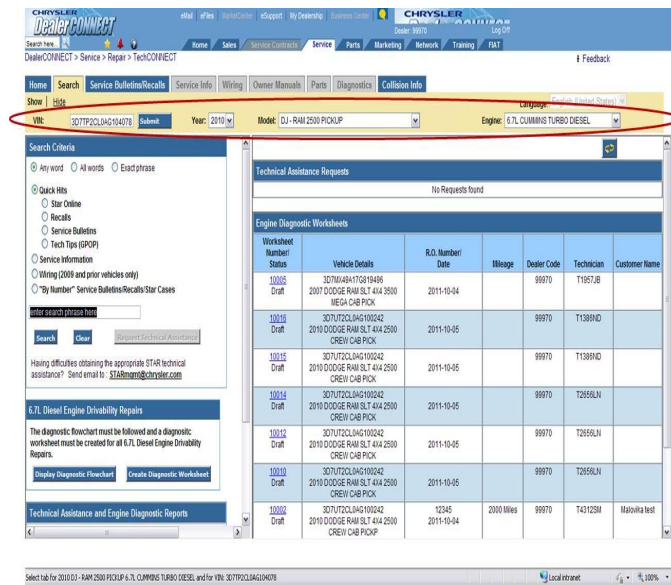 CHRYSLER
Dealer CONNECT
eMail eFiles MarketCenter eSupport My Dealership Business Center
CHRYSLER
Dealer: 99970 Log Off
Search here...
Home Sales Service Contracts Service Parts Marketing Network Training FIAT
DealerCONNECT > Service > Repair > TechCONNECT
Feedback
Home Search Service Bulletins/Recalls Service Info Wiring Owner Manuals Parts Diagnostics Collision Info
Show | Hide
Language: English (United States)
VIN: 3D7TP2CL0AG104078 Submit Year: 2010 Model: DJ - RAM 2500 PICKUP Engine: 6.7L CUMMINS TURBO DIESEL
Search Criteria
Any word All words Exact phrase
Quick Hits
Star Online
Recalls
Service Bulletins
Tech Tips (GPOP)
Service Information
Wiring (2009 and prior vehicles only)
"By Number" Service Bulletins/Recalls/Star Cases
enter search phrase here
Search Clear Request Technical Assistance
Having difficulties obtaining the appropriate STAR technical
assistance? Send email to : STARmgmt@chrysler.com
6.7L Diesel Engine Drivability Repairs
The diagnostic flowchart must be followed and a diagnositc
worksheet must be created for all 6.7L Diesel Engine Drivability
Repairs.
Display Diagnostic Flowchart Create Diagnostic Worksheet
Technical Assistance and Engine Diagnostic Reports
Technical Assistance Requests
No Requests found
Engine Diagnostic Worksheets
Worksheet
Number/
Status
Vehicle Details
R.O. Number/
Date
Mileage
Dealer Code
Technician
Customer Name
10005 3D7MX49A17G819496 99970 T1957JB
Draft 2007 DODGE RAM SLT 4X4 3500 2011-10-04
MEGA CAB PICK
10016 3D7UT2CL0AG100242 99970 T1386ND
Draft 2010 DODGE RAM SLT 4X4 2500 2011-10-05
CREW CAB PICK
10015 3D7UT2CL0AG100242 99970 T1386ND
Draft 2010 DODGE RAM SLT 4X4 2500 2011-10-05
CREW CAB PICK
10014 3D7UT2CL0AG100242 99970 T2656LN
Draft 2010 DODGE RAM SLT 4X4 2500 2011-10-05
CREW CAB PICK
10012 3D7UT2CL0AG100242 99970 T2656LN
Draft 2010 DODGE RAM SLT 4X4 2500 2011-10-05
CREW CAB PICK
10010 3D7UT2CL0AG100242 99970 T2656LN
Draft 2010 DODGE RAM SLT 4X4 2500 2011-10-05
CREW CAB PICK
10002 3D7UT2CL0AG100242 12345 2000 Miles 99970 T4312SM Malovika test
Draft 2010 DODGE RAM SLT 4X4 2500 2011-10-04
CREW CAB PICKP
Select tab for 2010 DJ - RAM 2500 PICKUP 6.7L CUMMINS TURBO DIESEL and for VIN: 3D7TP2CL0AG104078
Local intranet 100%